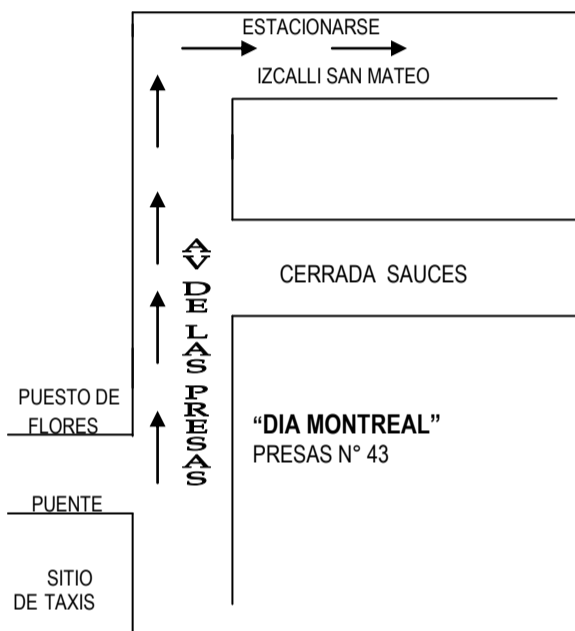 ESTACIONARSE
IZCALLI SAN MATEO
AV DE LAS PRESAS
CERRADA SAUCES
PUESTO DE
FLORES
“DIA MONTREAL”
PRESAS N° 43
PUENTE
SITIO
DE TAXIS